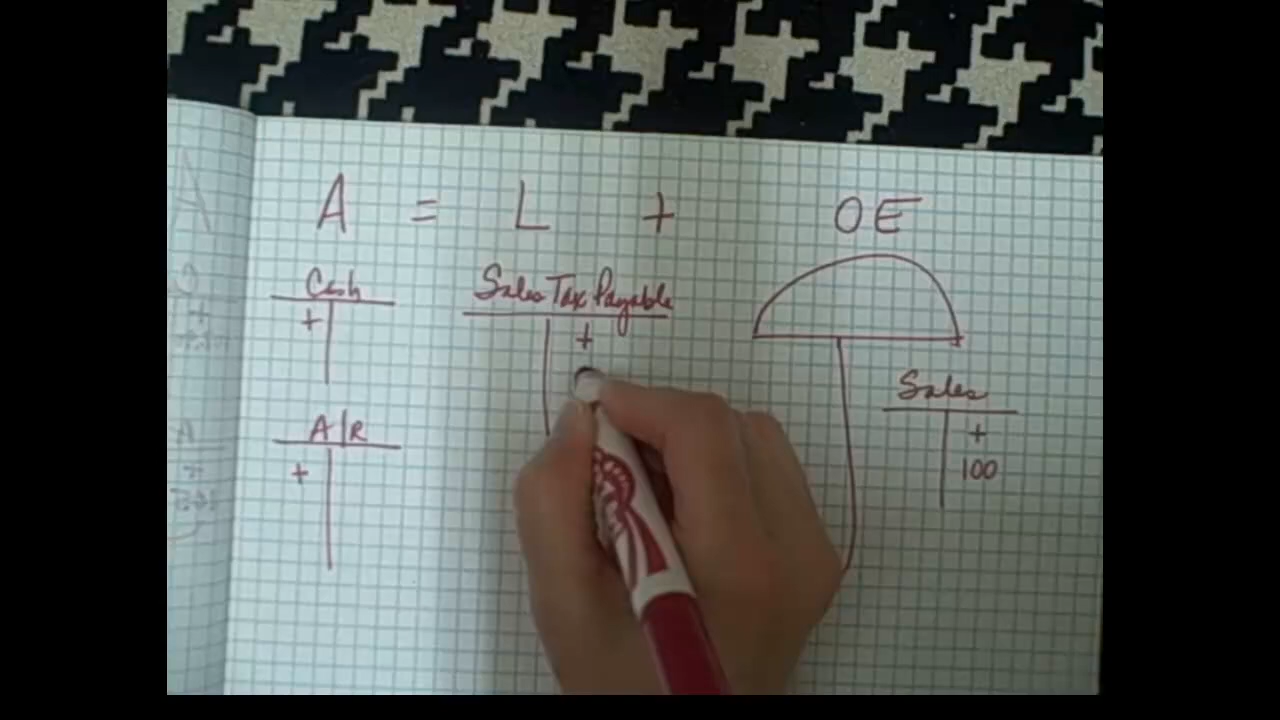 A = L + OE
Cash
+
Sales Tax Payable
+
A/R
+
Sales
+
100